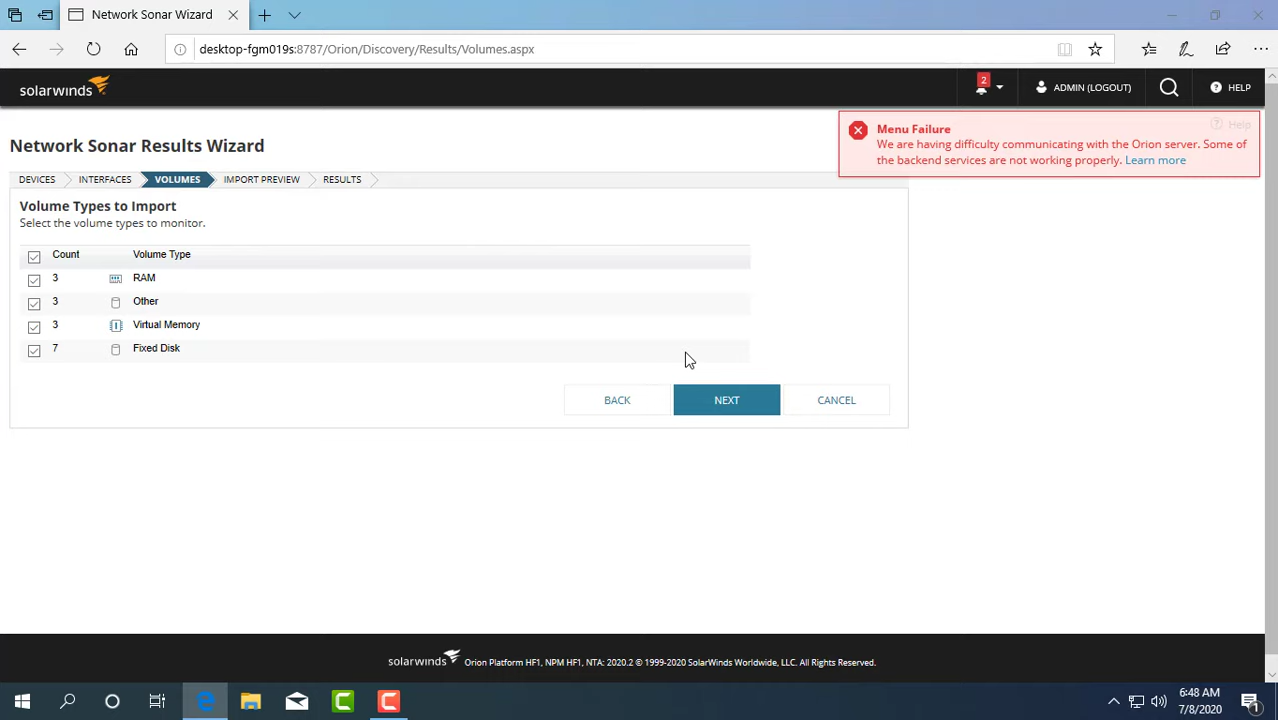 Network Sonar Wizard
desktop-fgm019s:8787/Orion/Discovery/Results/Volumes.aspx
solarwinds
2
ADMIN (LOGOUT)
? HELP
Network Sonar Results Wizard
? Help
Menu Failure
We are having difficulty communicating with the Orion server. Some of
the backend services are not working properly. Learn more
DEVICES
INTERFACES
VOLUMES
IMPORT PREVIEW
RESULTS
Volume Types to Import
Select the volume types to monitor.
Count Volume Type
3 RAM
3 Other
3 Virtual Memory
7 Fixed Disk
BACK
NEXT
CANCEL
solarwinds Orion Platform HF1, NPM HF1, NTA: 2020.2 © 1999-2020 SolarWinds Worldwide, LLC. All Rights Reserved.
6:48 AM
7/8/2020
1